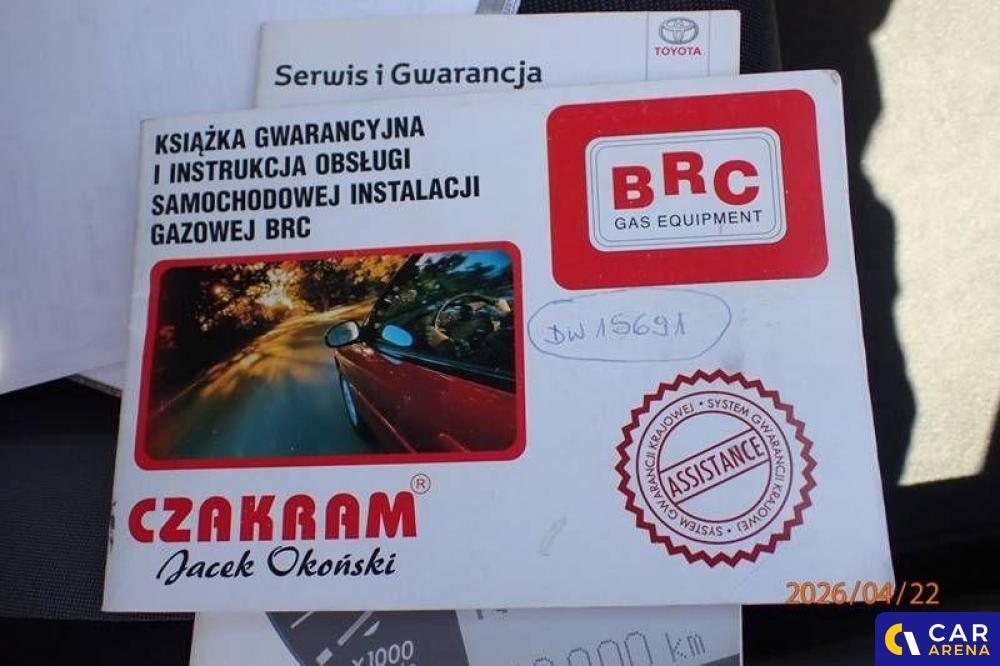 TOYOTA
Serwis i Gwarancja
KSIĄŻKA GWARANCYJNA
I INSTRUKCJA OBSŁUGI
SAMOCHODOWEJ INSTALACJI
GAZOWEJ BRC
BRC
GAS EQUIPMENT
DW 15691
SYSTEM GWARANCJI KRAJOWEJ • SYSTEM GWARANCJI KRAJOWEJ •
ASSISTANCE
CZAKRAM®
Jacek Okoński
x1000
000 km
2026/04/22
CAR
ARENA